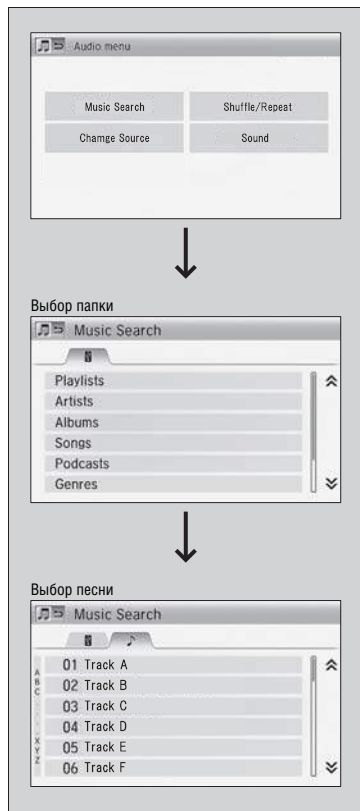 Audio menu
Music Search Shuffle/Repeat
Chamge Source Sound
Выбор папки
Music Search
Playlists
Artists
Albums
Songs
Podcasts
Genres
Выбор песни
Music Search
A
B
C
01 Track A
02 Track B
03 Track C
04 Track D
05 Track E
06 Track F
X
Y
Z